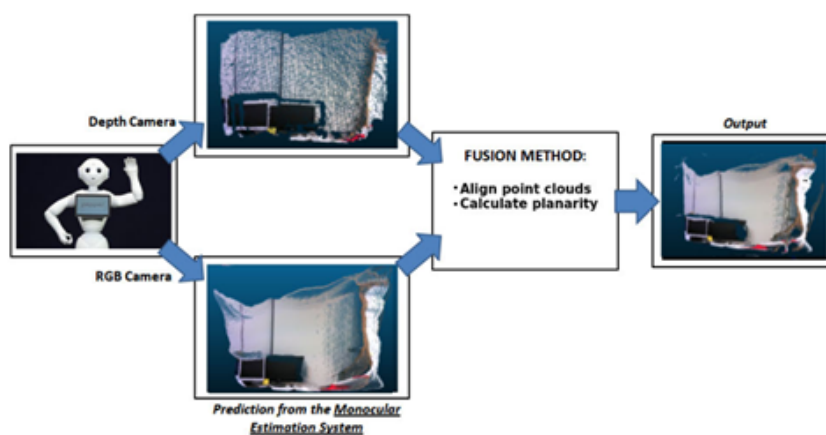 Depth Camera
RGB Camera
Prediction from the Monocular
Estimation System
FUSION METHOD:
· Align point clouds
· Calculate planarity
Output